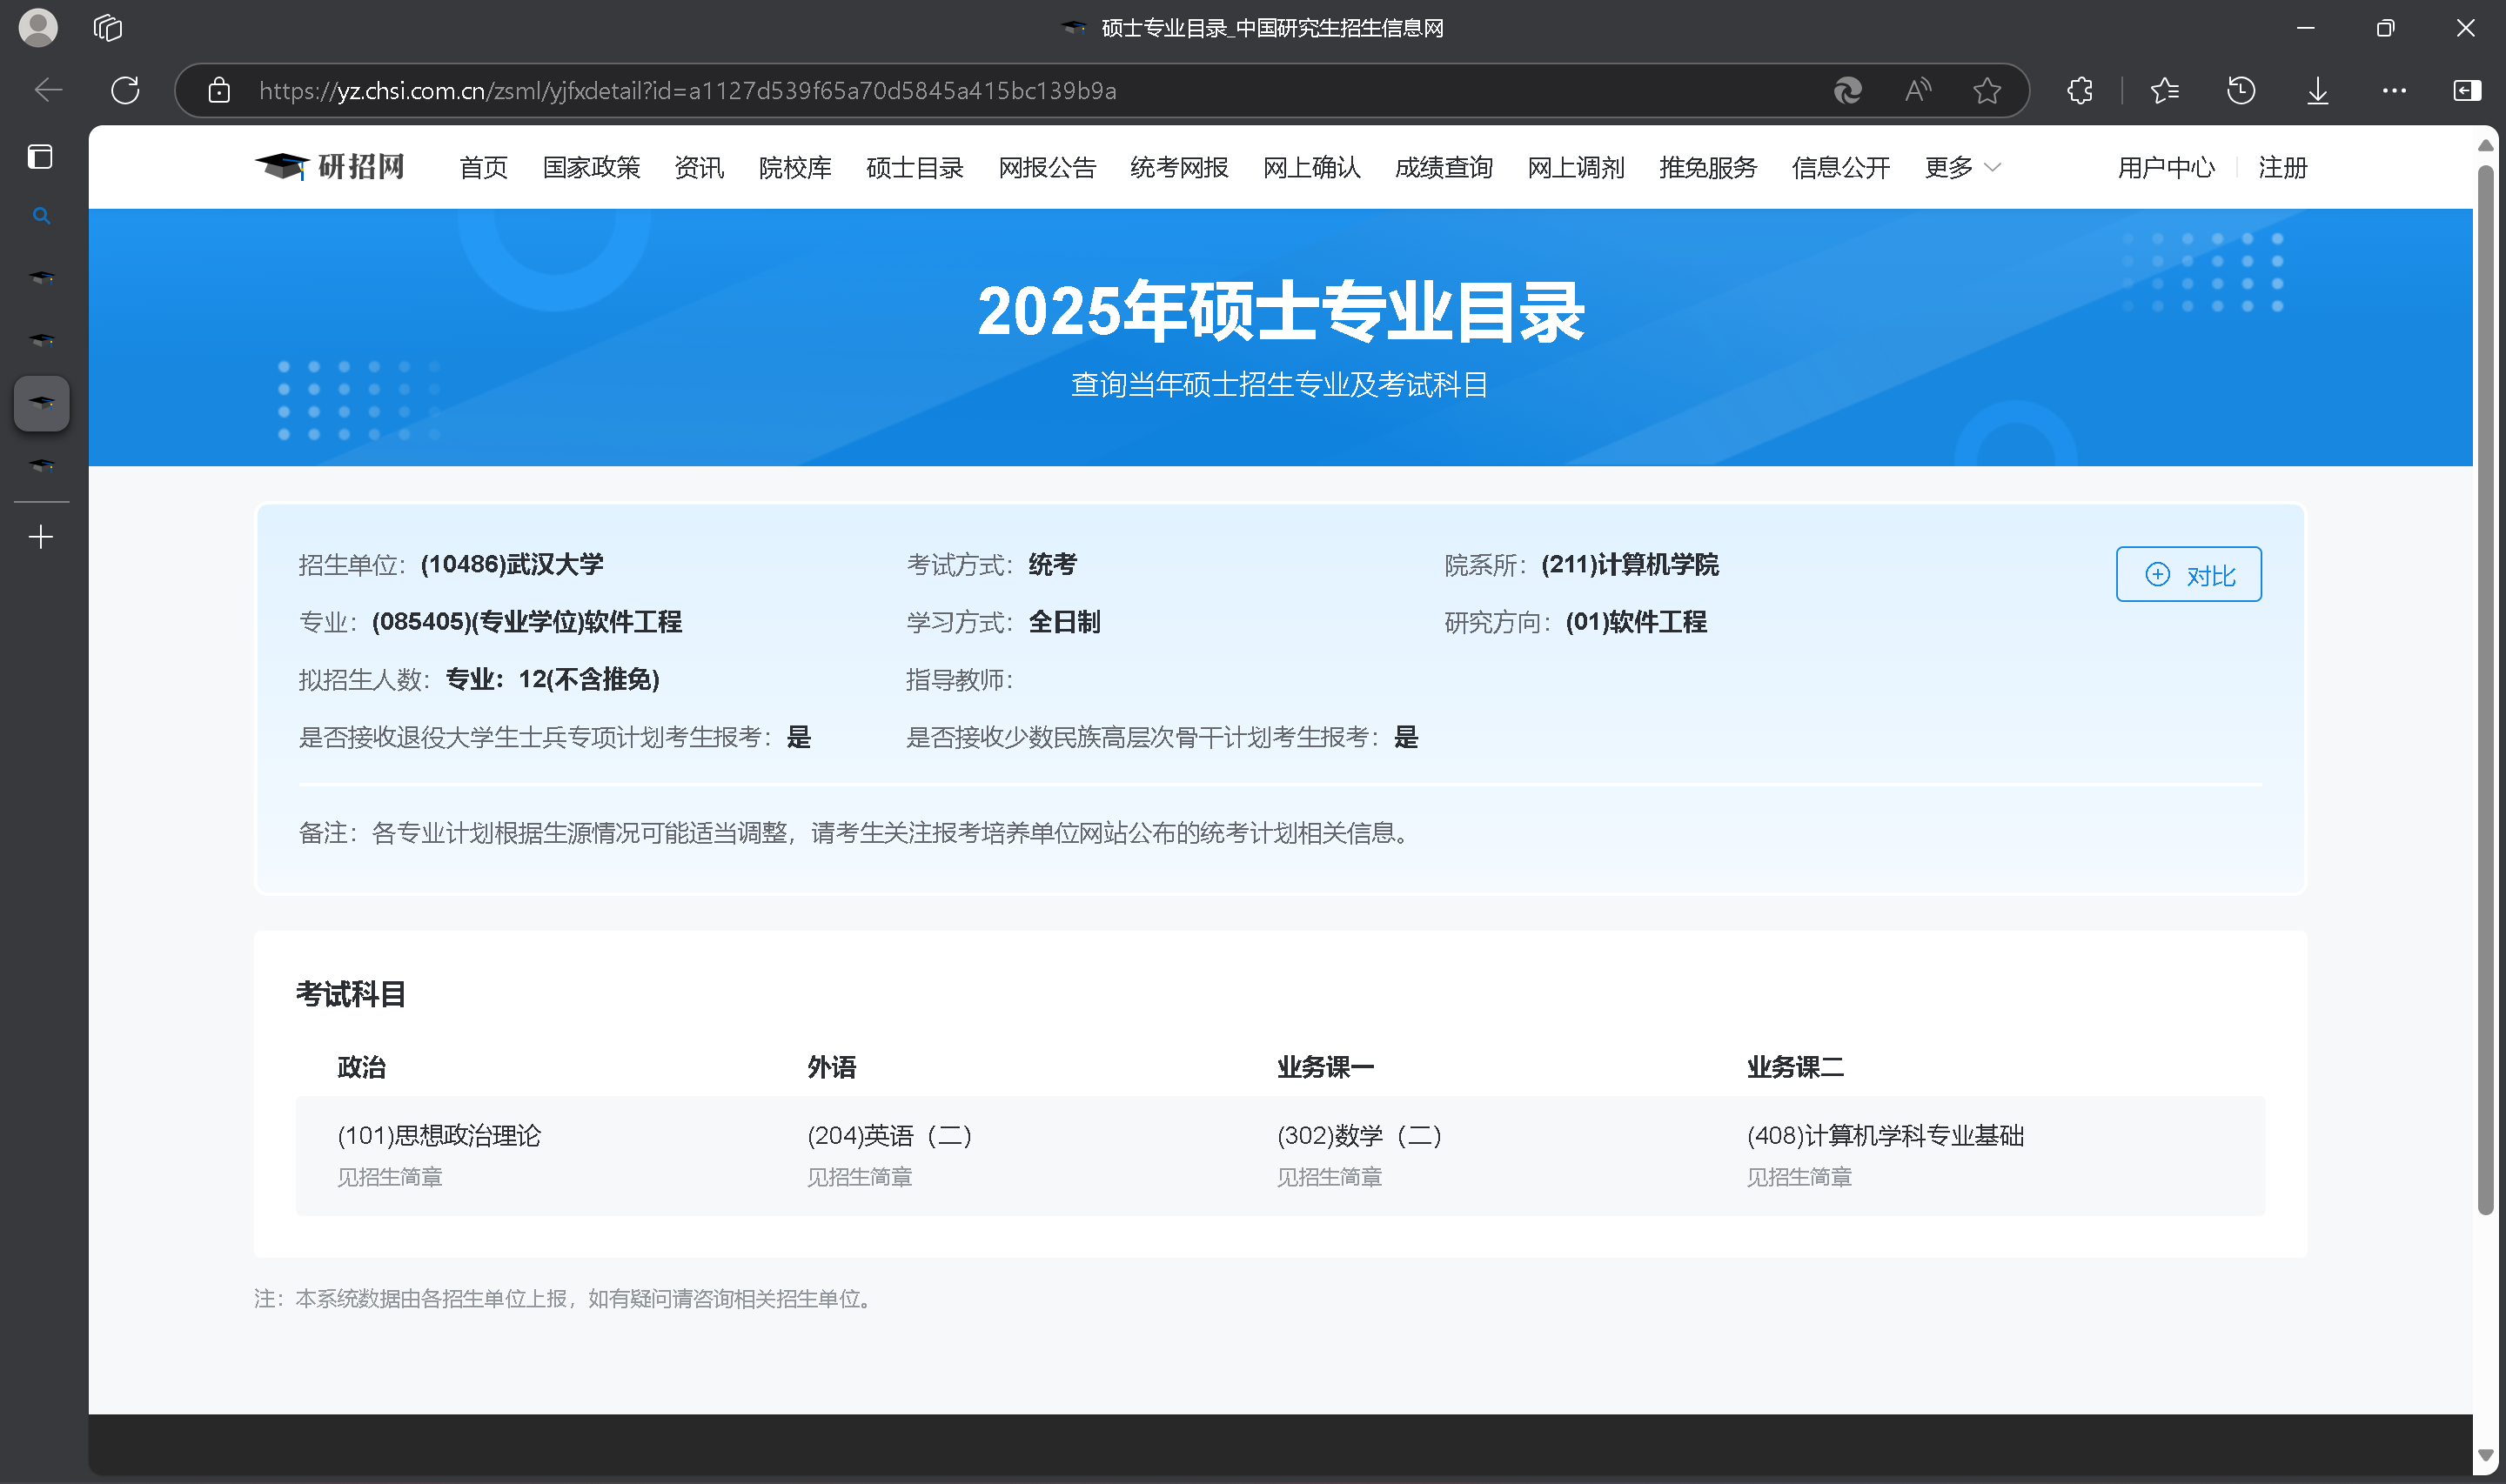 硕士专业目录_中国研究生招生信息网
https://yz.chsi.com.cn/zsml/yjfxdetail?id=a1127d539f65a70d5845a415bc139b9a
研招网 首页 国家政策 资讯 院校库 硕士目录 网报公告 统考网报 网上确认 成绩查询 网上调剂 推免服务 信息公开 更多 用户中心 注册
2025年硕士专业目录
查询当年硕士招生专业及考试科目
招生单位：(10486)武汉大学 考试方式：统考 院系所：(211)计算机学院 对比
专业：(085405)(专业学位)软件工程 学习方式：全日制 研究方向：(01)软件工程
拟招生人数：专业：12(不含推免) 指导教师：
是否接收退役大学生士兵专项计划考生报考：是 是否接收少数民族高层次骨干计划考生报考：是
备注：各专业计划根据生源情况可能适当调整，请考生关注报考培养单位网站公布的统考计划相关信息。
考试科目
政治 外语 业务课一 业务课二
(101)思想政治理论 (204)英语（二） (302)数学（二） (408)计算机学科专业基础
见招生简章 见招生简章 见招生简章 见招生简章
注：本系统数据由各招生单位上报，如有疑问请咨询相关招生单位。